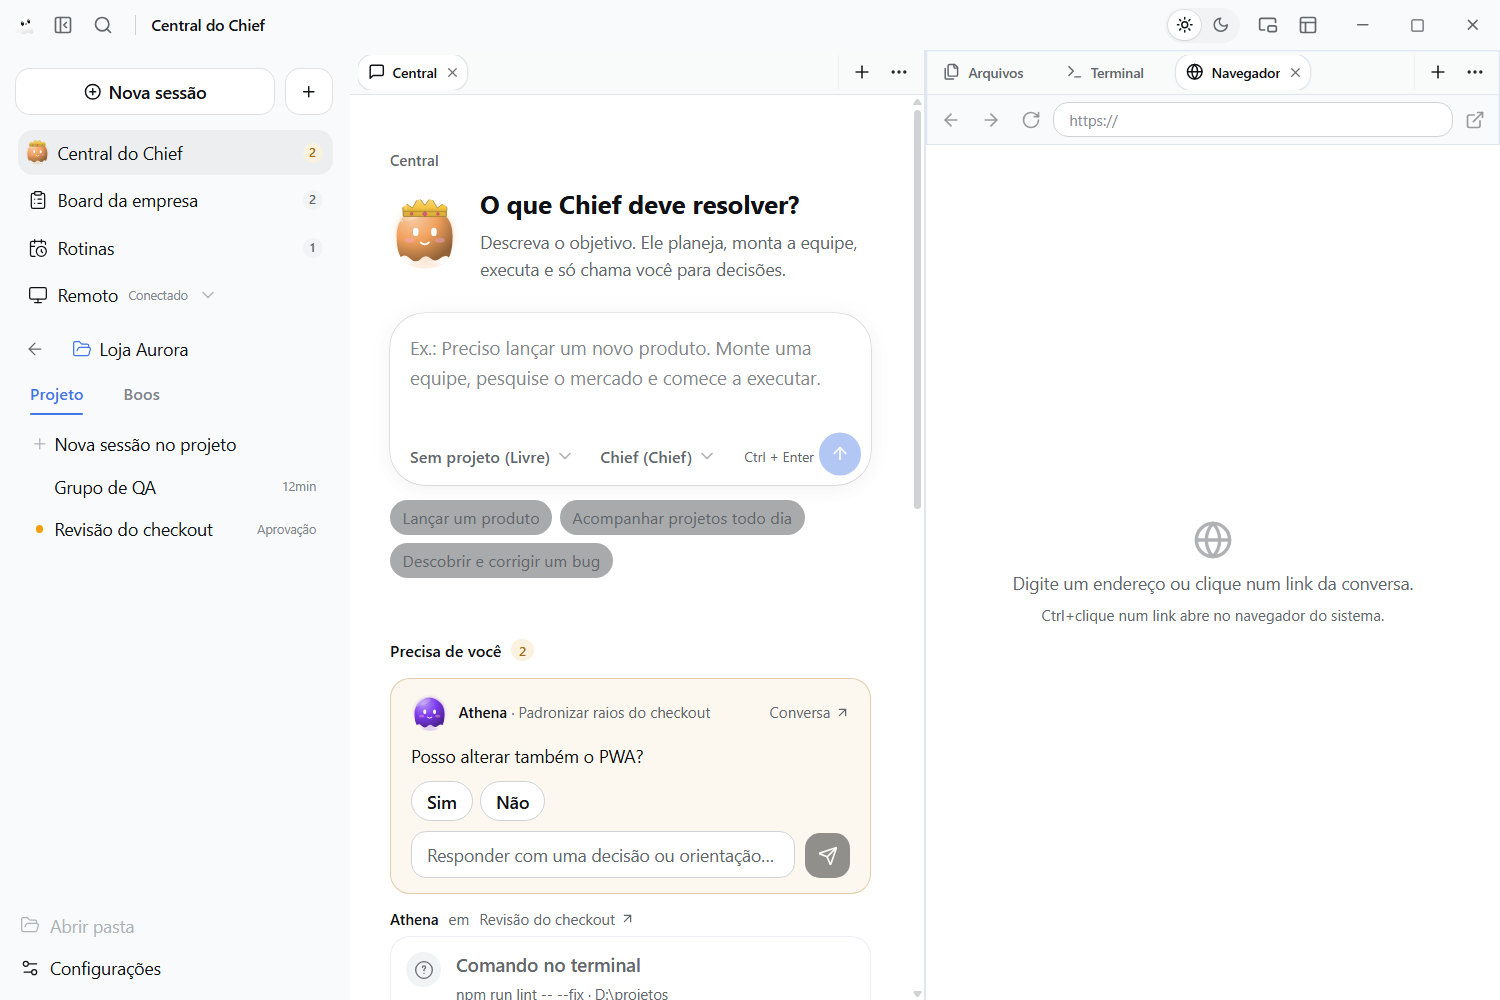 Central do Chief
Nova sessão
Central do Chief 2
Board da empresa 2
Rotinas 1
Remoto Conectado
Loja Aurora
Projeto Boos
Nova sessão no projeto
Grupo de QA 12min
Revisão do checkout Aprovação
Abrir pasta
Configurações
Central
Central
O que Chief deve resolver?
Descreva o objetivo. Ele planeja, monta a equipe,
executa e só chama você para decisões.
Ex.: Preciso lançar um novo produto. Monte uma
equipe, pesquise o mercado e comece a executar.
Sem projeto (Livre) Chief (Chief) Ctrl + Enter
Lançar um produto Acompanhar projetos todo dia
Descobrir e corrigir um bug
Precisa de você 2
Athena · Padronizar raios do checkout Conversa
Posso alterar também o PWA?
Sim Não
Responder com uma decisão ou orientação...
Athena em Revisão do checkout
Comando no terminal
npm run lint -- --fix · D:\projetos
Arquivos Terminal Navegador
https://
Digite um endereço ou clique num link da conversa.
Ctrl+clique num link abre no navegador do sistema.